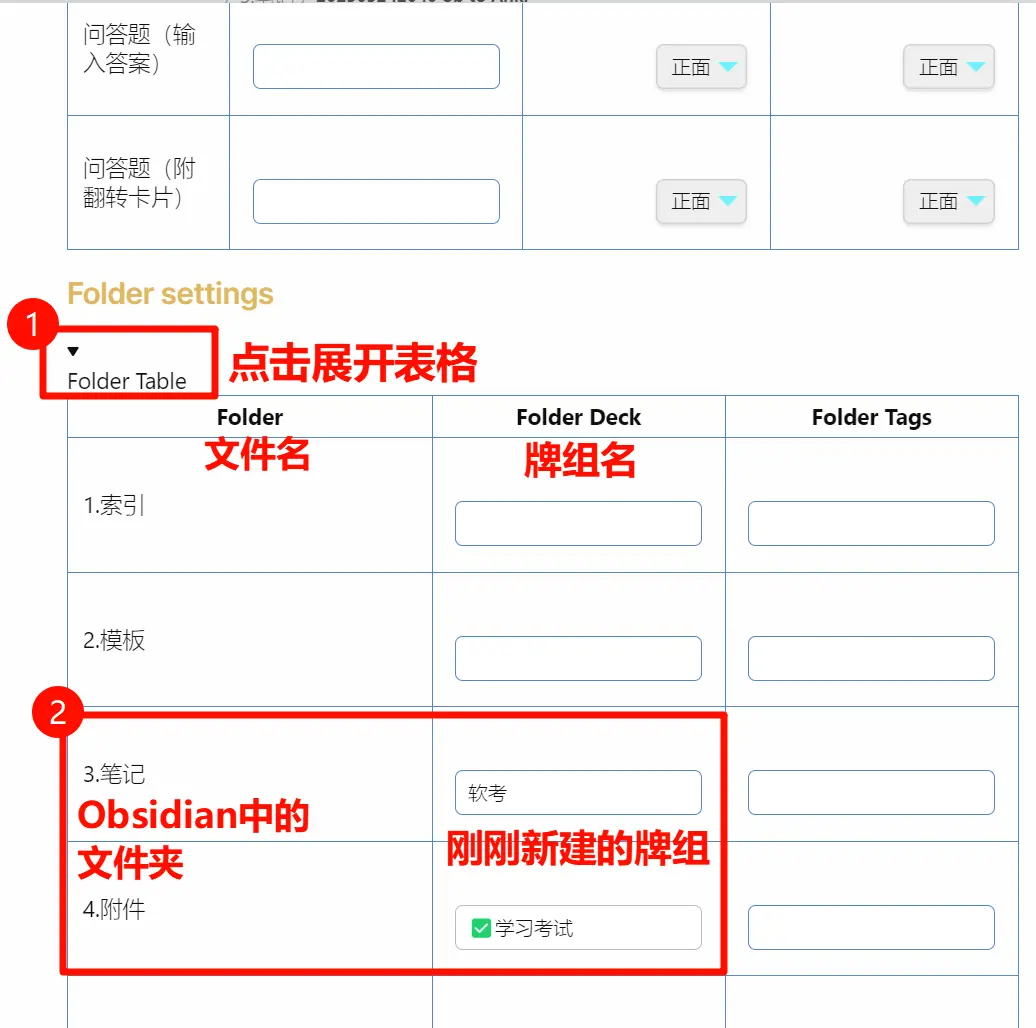 问答题（输
入答案）
正面
正面
问答题（附
翻转卡片）
正面
正面
Folder settings
1
Folder Table
点击展开表格
Folder
Folder Deck
Folder Tags
文件名
牌组名
1.索引
2.模板
2
3.笔记
软考
Obsidian中的
文件夹
刚刚新建的牌组
4.附件
✅学习考试